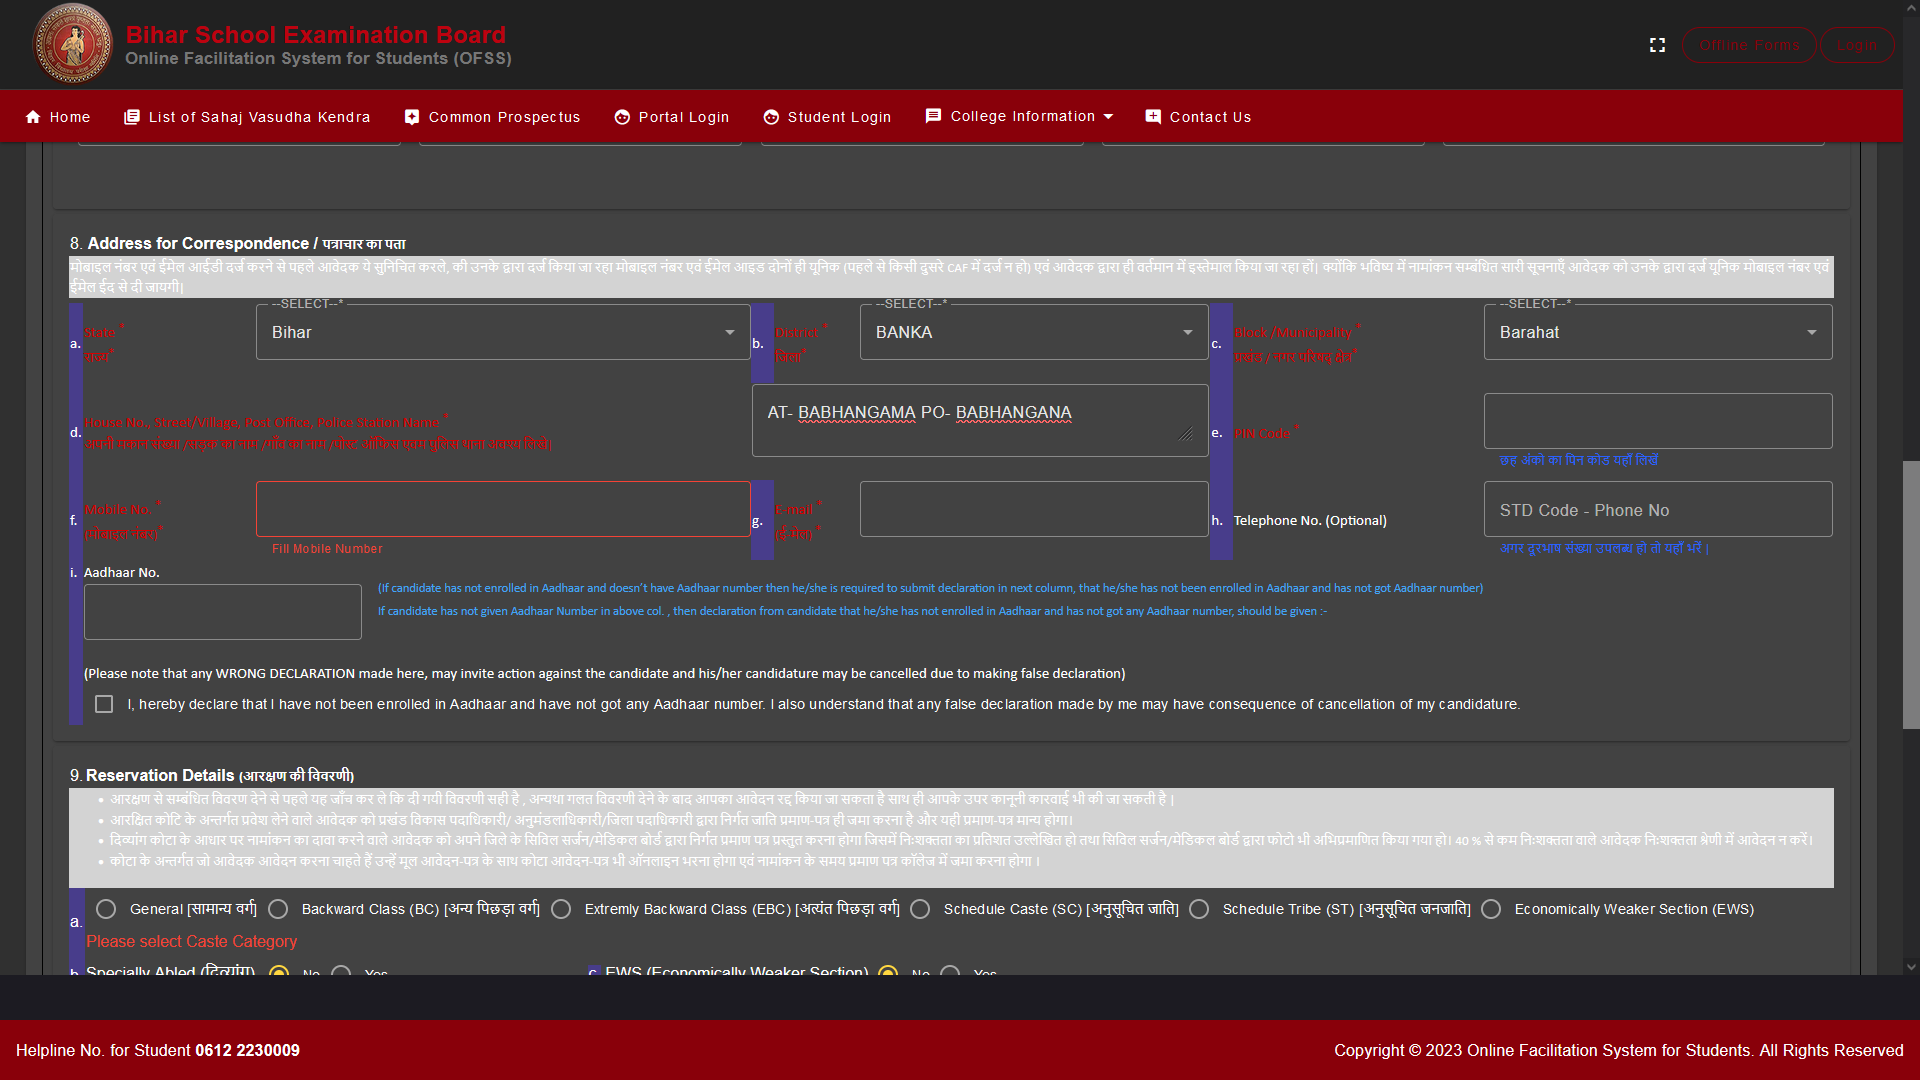 Bihar School Examination Board
Online Facilitation System for Students (OFSS)
Offline Forms
Login
Home
List of Sahaj Vasudha Kendra
Common Prospectus
Portal Login
Student Login
College Information
Contact Us
8. Address for Correspondence / पत्राचार का पता
मोबाइल नंबर एवं ईमेल आईडी दर्ज करने से पहले आवेदक ये सुनिचित करले, की उनके द्वारा दर्ज किया जा रहा मोबाइल नंबर एवं ईमेल आइड दोनों ही यूनिक (पहले से किसी दुसरे CAF में दर्ज न हो) एवं आवेदक द्वारा ही वर्तमान में इस्तेमाल किया जा रहा हों| क्योंकि भविष्य में नामांकन सम्बंधित सारी सूचनाएँ आवेदक को उनके द्वारा दर्ज यूनिक मोबाइल नंबर एवं
ईमेल ईद से दी जायगी|
a. State *
राज्य *
--SELECT--*
Bihar
b. District *
जिला *
--SELECT--*
BANKA
c. Block /Municipality *
प्रखंड /नगर परिषद् क्षेत्र *
--SELECT--*
Barahat
d. House No., Street/Village, Post Office, Police Station Name *
अपनी मकान संख्या /सड़क का नाम /गाँव का नाम /पोस्ट ऑफिस एवम पुलिस थाना अवश्य लिखें|
AT- BABHANGAMA PO- BABHANGANA
e. PIN Code *
छह अंको का पिन कोड यहाँ लिखें
f. Mobile No. *
(मोबाइल नंबर) *
Fill Mobile Number
g. E-mail *
(ई मेल) *
h. Telephone No. (Optional)
STD Code - Phone No
अगर दूरभाष संख्या उपलब्ध हो तो यहाँ भरें |
i. Aadhaar No.
(If candidate has not enrolled in Aadhaar and doesn't have Aadhaar number then he/she is required to submit declaration in next column, that he/she has not been enrolled in Aadhaar and has not got Aadhaar number)
If candidate has not given Aadhaar Number in above col. , then declaration from candidate that he/she has not enrolled in Aadhaar and has not got any Aadhaar number, should be given :-
(Please note that any WRONG DECLARATION made here, may invite action against the candidate and his/her candidature may be cancelled due to making false declaration)
I, hereby declare that I have not been enrolled in Aadhaar and have not got any Aadhaar number. I also understand that any false declaration made by me may have consequence of cancellation of my candidature.
9. Reservation Details (आरक्षण की विवरणी)
• आरक्षण से सम्बंधित विवरण देने से पहले यह जाँच कर ले कि दी गयी विवरणी सही है , अन्यथा गलत विवरणी देने के बाद आपका आवेदन रद्द किया जा सकता है साथ ही आपके उपर कानूनी कारवाई भी की जा सकती है |
• आरक्षित कोटि के अन्तर्गत प्रवेश लेने वाले आवेदक को प्रखंड विकास पदाधिकारी/ अनुमंडलाधिकारी/जिला पदाधिकारी द्वारा निर्गत जाति प्रमाण-पत्र ही जमा करना है और यही प्रमाण-पत्र मान्य होगा।
• दिव्यांग कोटा के आधार पर नामांकन का दावा करने वाले आवेदक को अपने जिले के सिविल सर्जन/मेडिकल बोर्ड द्वारा निर्गत प्रमाण पत्र प्रस्तुत करना होगा जिसमें निःशक्तता का प्रतिशत उल्लेखित हो तथा सिविल सर्जन/मेडिकल बोर्ड द्वारा फोटो भी अभिप्रमाणित किया गया हो। 40 % से कम निःशक्तता वाले आवेदक निःशक्तता श्रेणी में आवेदन न करें।
• कोटा के अन्तर्गत जो आवेदक आवेदन करना चाहते हैं उन्हें मूल आवेदन-पत्र के साथ कोटा आवेदन-पत्र भी ऑनलाइन भरना होगा एवं नामांकन के समय प्रमाण पत्र कॉलेज में जमा करना होगा ।
a. General [सामान्य वर्ग] Backward Class (BC) [अन्य पिछड़ा वर्ग] Extremly Backward Class (EBC) [अत्यंत पिछड़ा वर्ग] Schedule Caste (SC) [अनुसूचित जाति] Schedule Tribe (ST) [अनुसूचित जनजाति] Economically Weaker Section (EWS)
Please select Caste Category
b. Specially Abled (दिव्यांग) No Yes c. EWS (Economically Weaker Section) No Yes
Helpline No. for Student 0612 2230009
Copyright © 2023 Online Facilitation System for Students. All Rights Reserved